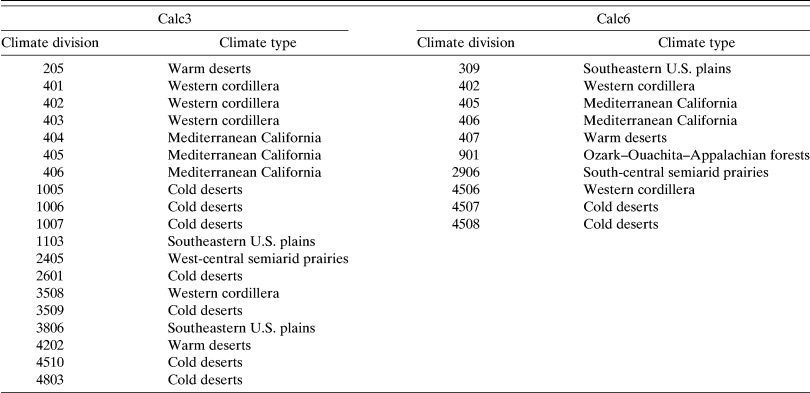 Calc3 Calc6
Climate division Climate type Climate division Climate type
205 Warm deserts 309 Southeastern U.S. plains
401 Western cordillera 402 Western cordillera
402 Western cordillera 405 Mediterranean California
403 Western cordillera 406 Mediterranean California
404 Mediterranean California 407 Warm deserts
405 Mediterranean California 901 Ozark–Ouachita–Appalachian forests
406 Mediterranean California 2906 South-central semiarid prairies
1005 Cold deserts 4506 Western cordillera
1006 Cold deserts 4507 Cold deserts
1007 Cold deserts 4508 Cold deserts
1103 Southeastern U.S. plains
2405 West-central semiarid prairies
2601 Cold deserts
3508 Western cordillera
3509 Cold deserts
3806 Southeastern U.S. plains
4202 Warm deserts
4510 Cold deserts
4803 Cold deserts